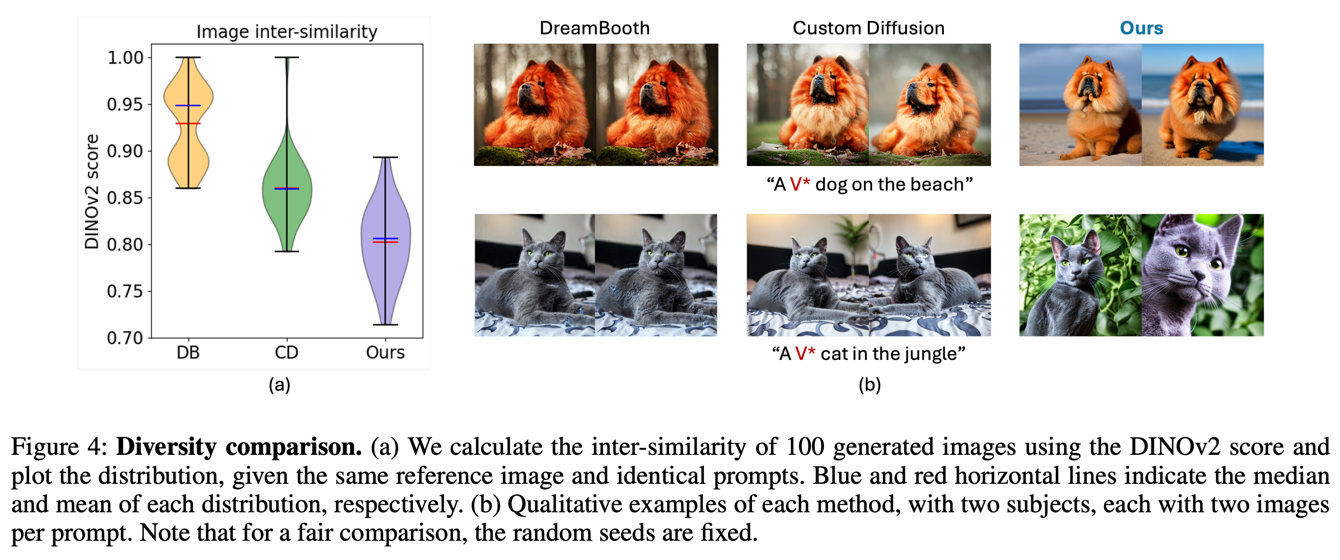 Image inter-similarity
DINOv2 score
1.00
0.95
0.90
0.85
0.80
0.75
0.70
DB CD Ours
(a)
DreamBooth Custom Diffusion Ours
“A V* dog on the beach”
“A V* cat in the jungle”
(b)
Figure 4: Diversity comparison. (a) We calculate the inter-similarity of 100 generated images using the DINOv2 score and
plot the distribution, given the same reference image and identical prompts. Blue and red horizontal lines indicate the median
and mean of each distribution, respectively. (b) Qualitative examples of each method, with two subjects, each with two images
per prompt. Note that for a fair comparison, the random seeds are fixed.